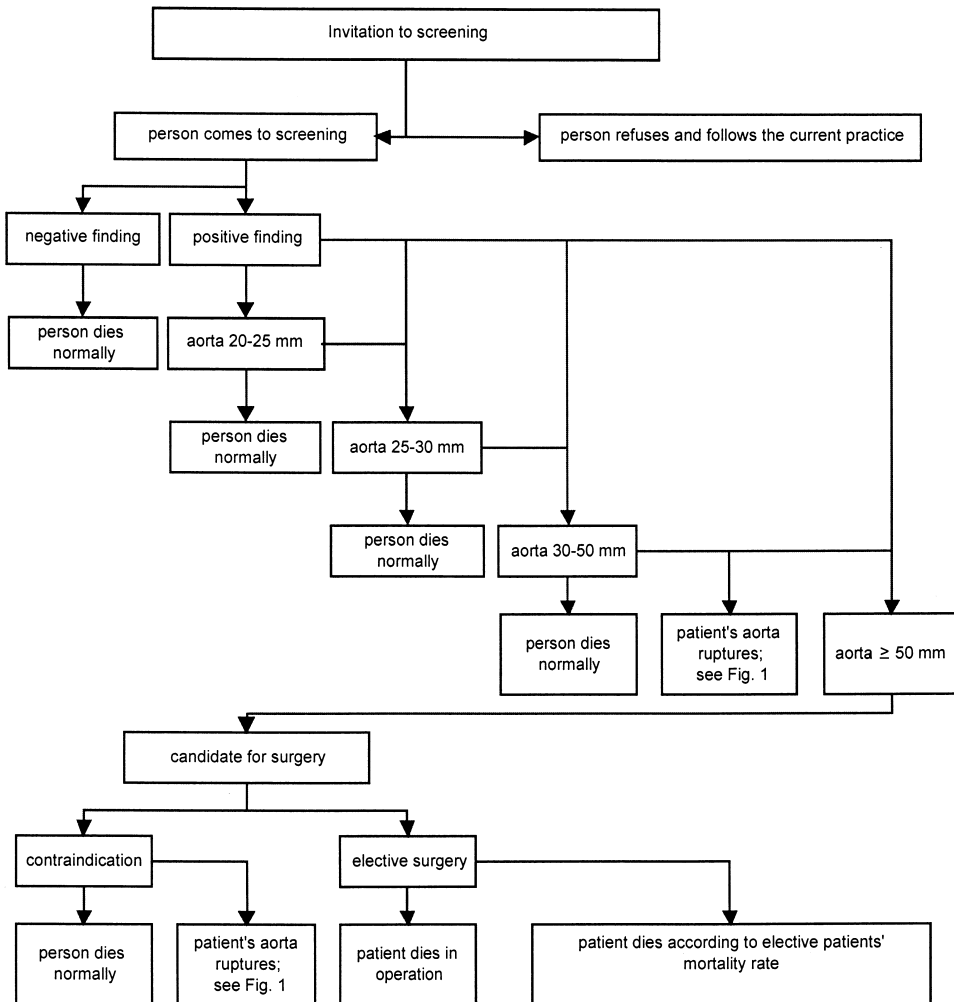 Invitation to screening
person comes to screening
person refuses and follows the current practice
negative finding
positive finding
person dies
normally
aorta 20-25 mm
person dies
normally
aorta 25-30 mm
person dies
normally
aorta 30-50 mm
person dies
normally
patient's aorta
ruptures;
see Fig. 1
aorta ≥ 50 mm
candidate for surgery
contraindication
elective surgery
person dies
normally
patient's aorta
ruptures;
see Fig. 1
patient dies in
operation
patient dies according to elective patients'
mortality rate